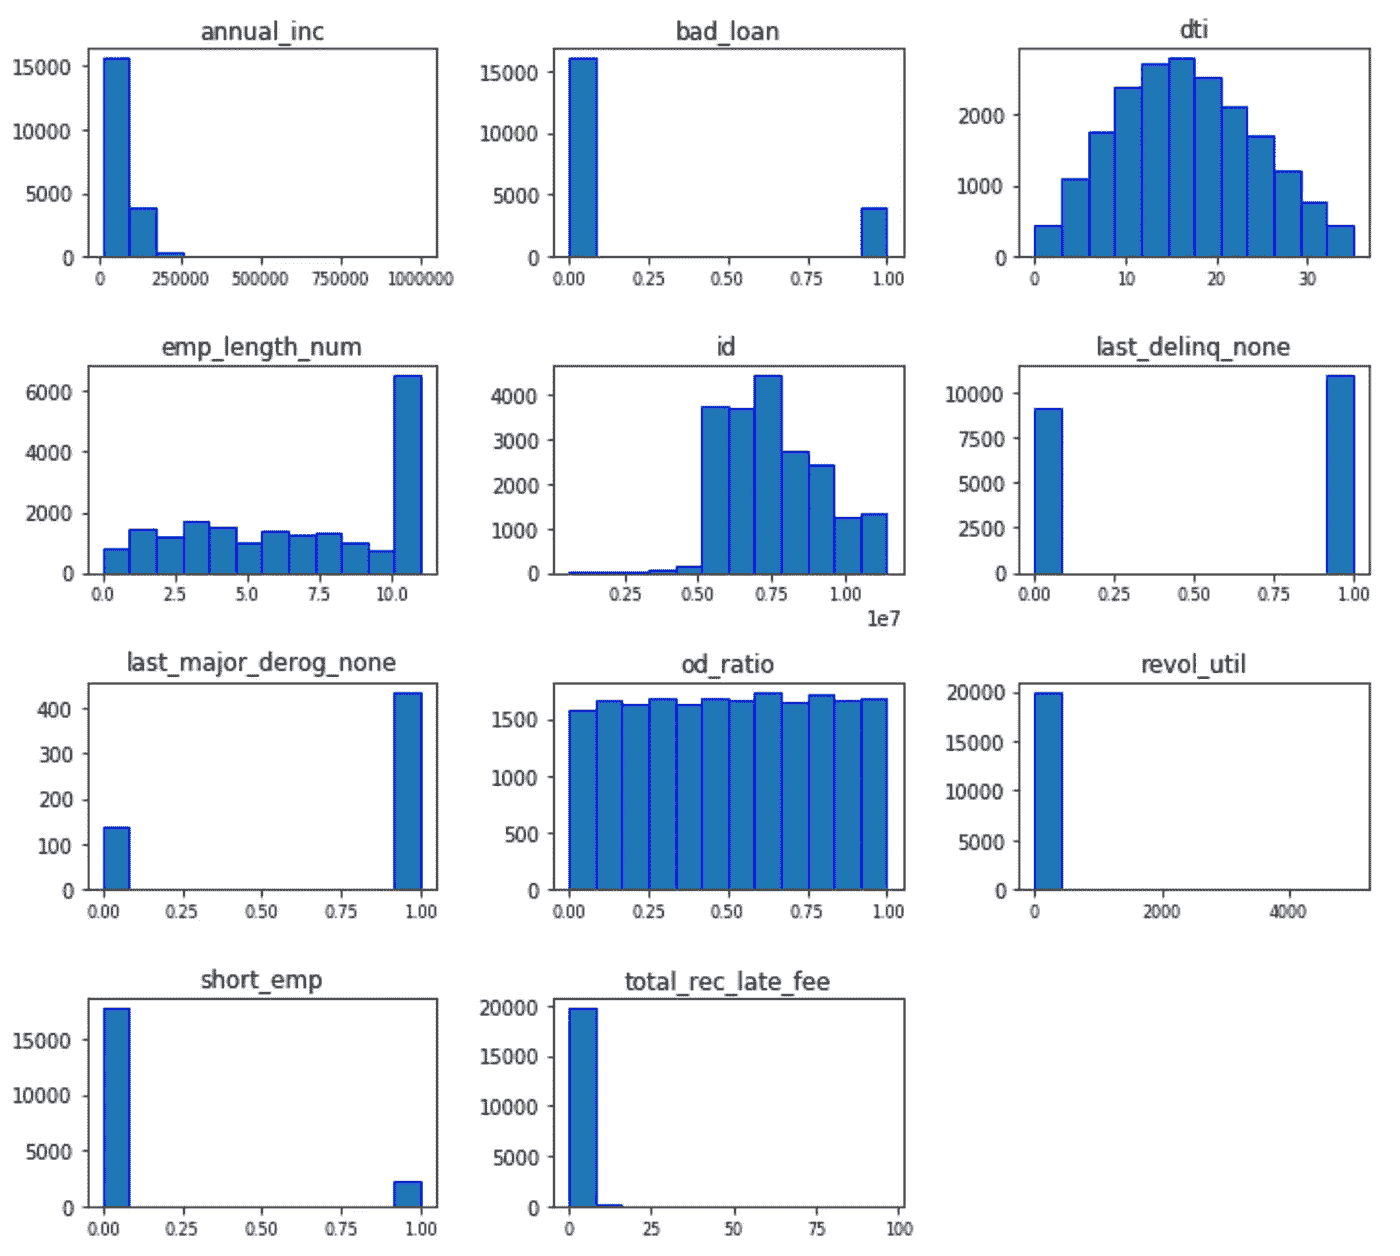 annual_inc
15000
10000
5000
0
0 250000 500000 750000 1000000
bad_loan
15000
10000
5000
0
0.00 0.25 0.50 0.75 1.00
dti
2000
1000
0
0 10 20 30
emp_length_num
6000
4000
2000
0
0.0 2.5 5.0 7.5 10.0
id
4000
3000
2000
1000
0
0.25 0.50 0.75 1.00
1e7
last_delinq_none
10000
7500
5000
2500
0
0.00 0.25 0.50 0.75 1.00
last_major_derog_none
400
300
200
100
0
0.00 0.25 0.50 0.75 1.00
od_ratio
1500
1000
500
0
0.00 0.25 0.50 0.75 1.00
revol_util
20000
15000
10000
5000
0
0 2000 4000
short_emp
15000
10000
5000
0
0.00 0.25 0.50 0.75 1.00
total_rec_late_fee
20000
15000
10000
5000
0
0 25 50 75 100